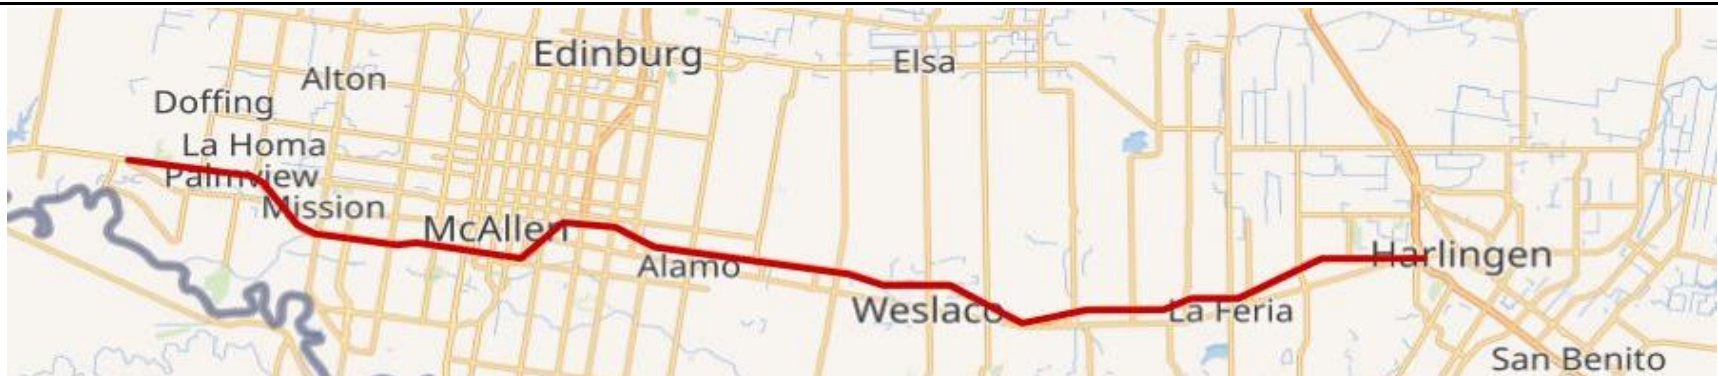 Edinburg
Elsa
Alton
Doffing
La Homa
Palmview
Mission
McAllen
Alamo
Harlingen
Weslaco
La Feria
San Benito